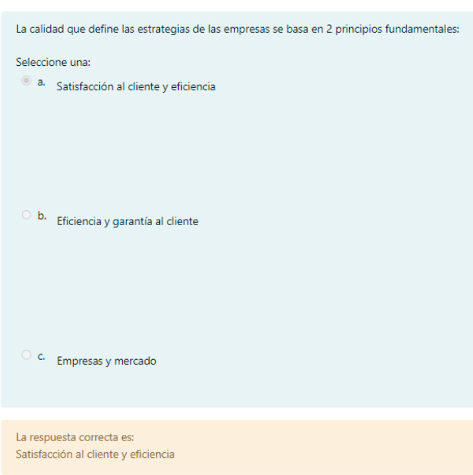 La calidad que define las estrategias de las empresas se basa en 2 principios fundamentales:
Seleccione una:
a. Satisfacción al cliente y eficiencia
b. Eficiencia y garantía al cliente
c. Empresas y mercado
La respuesta correcta es:
Satisfacción al cliente y eficiencia